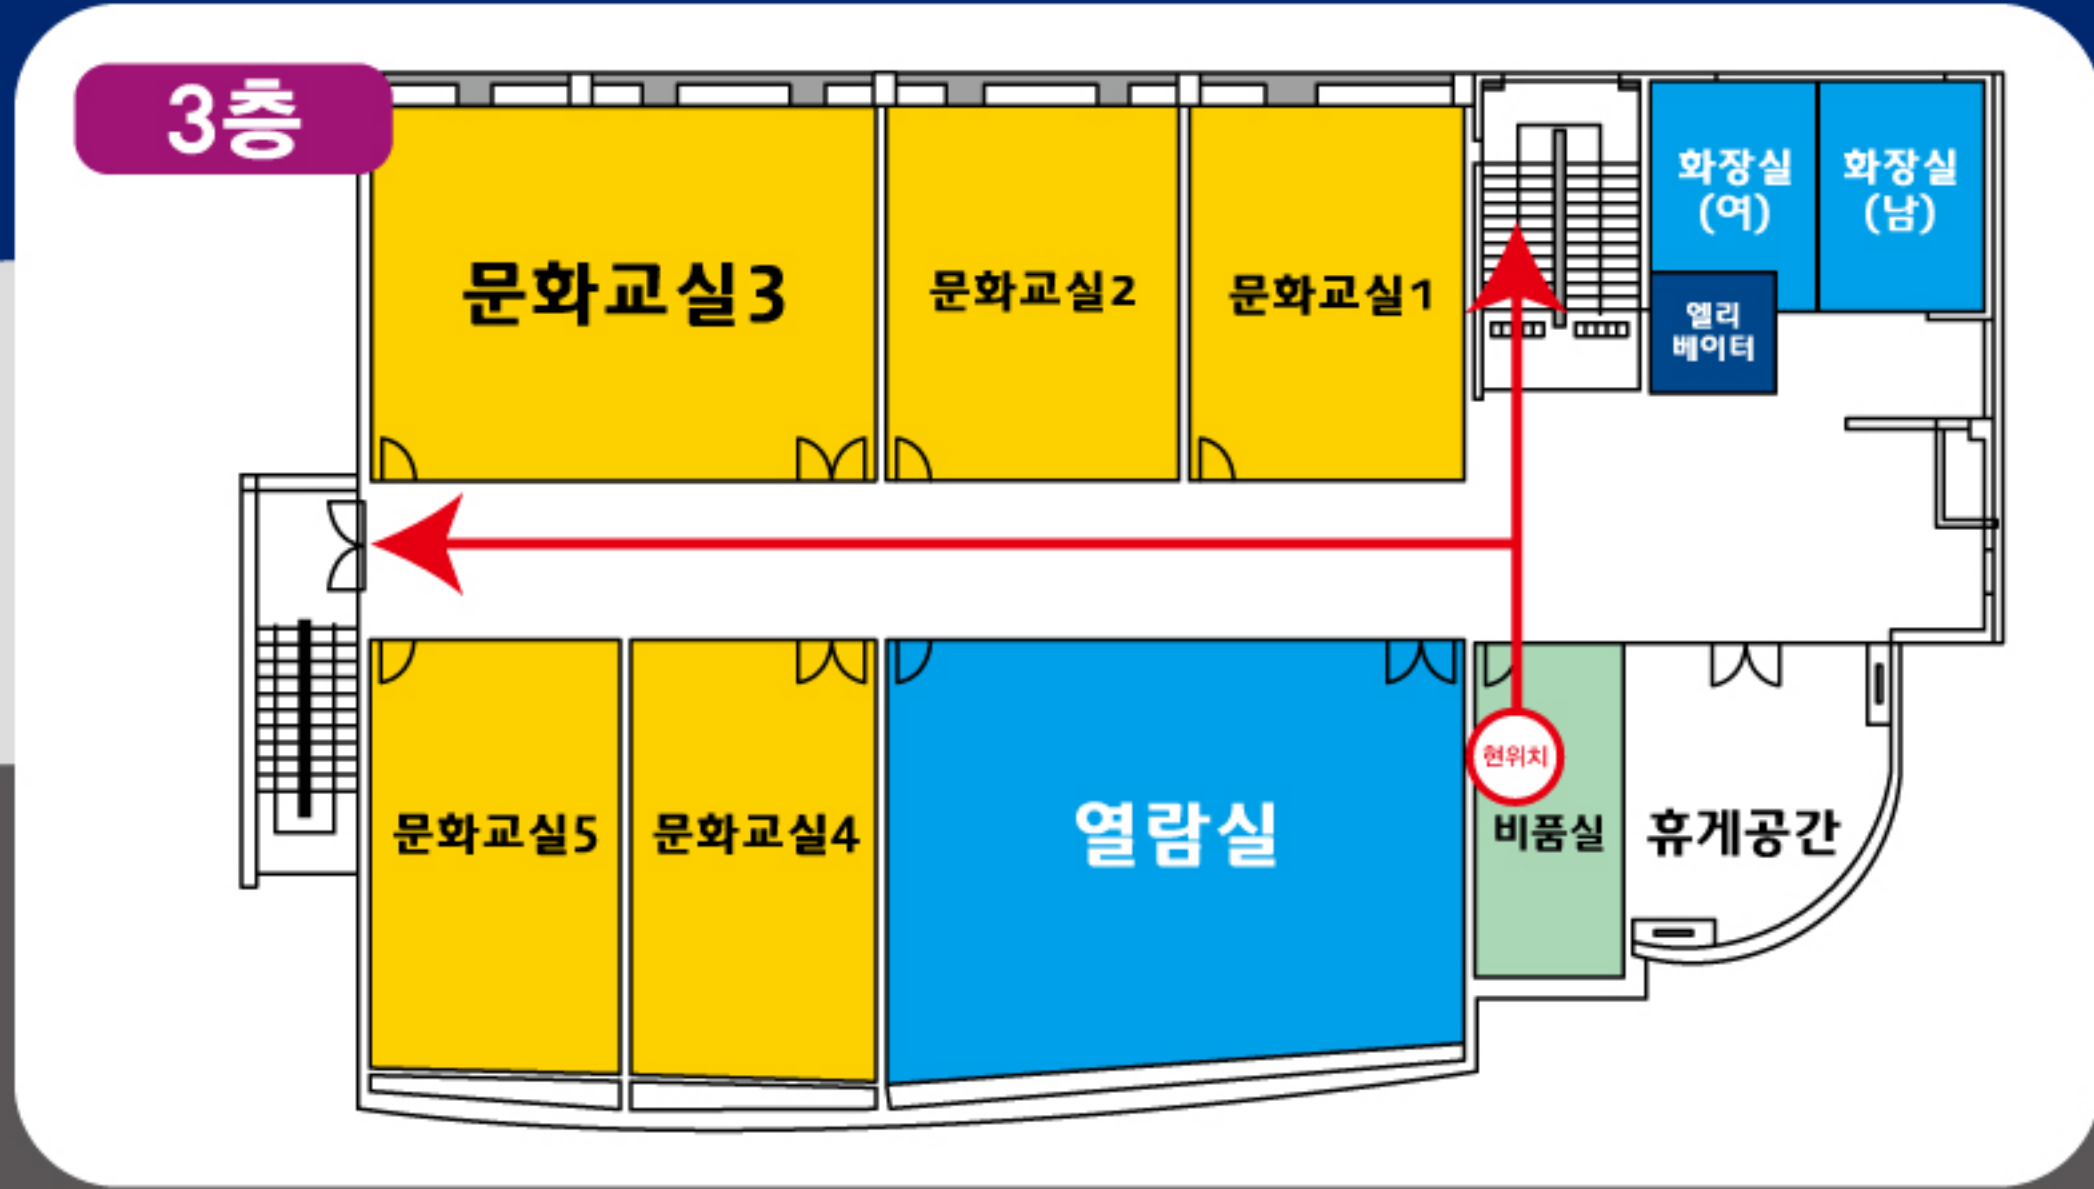 3층
화장실
(여)
화장실
(남)
문화교실3
문화교실2
문화교실1
엘리
베이터
현위치
문화교실5
문화교실4
열람실
비품실
휴게공간